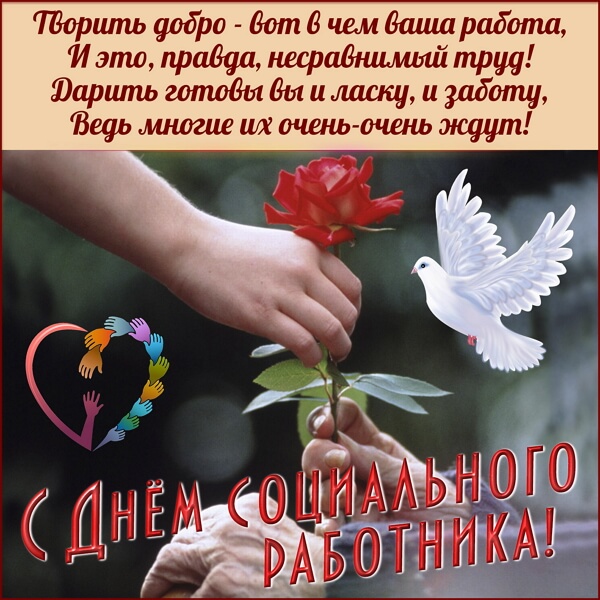 Творить добро - вот в чем ваша работа,
И это, правда, несравнимый труд!
Дарить готовы вы и ласку, и заботу,
Ведь многие их очень-очень ждут!
С Днём социального
работника!